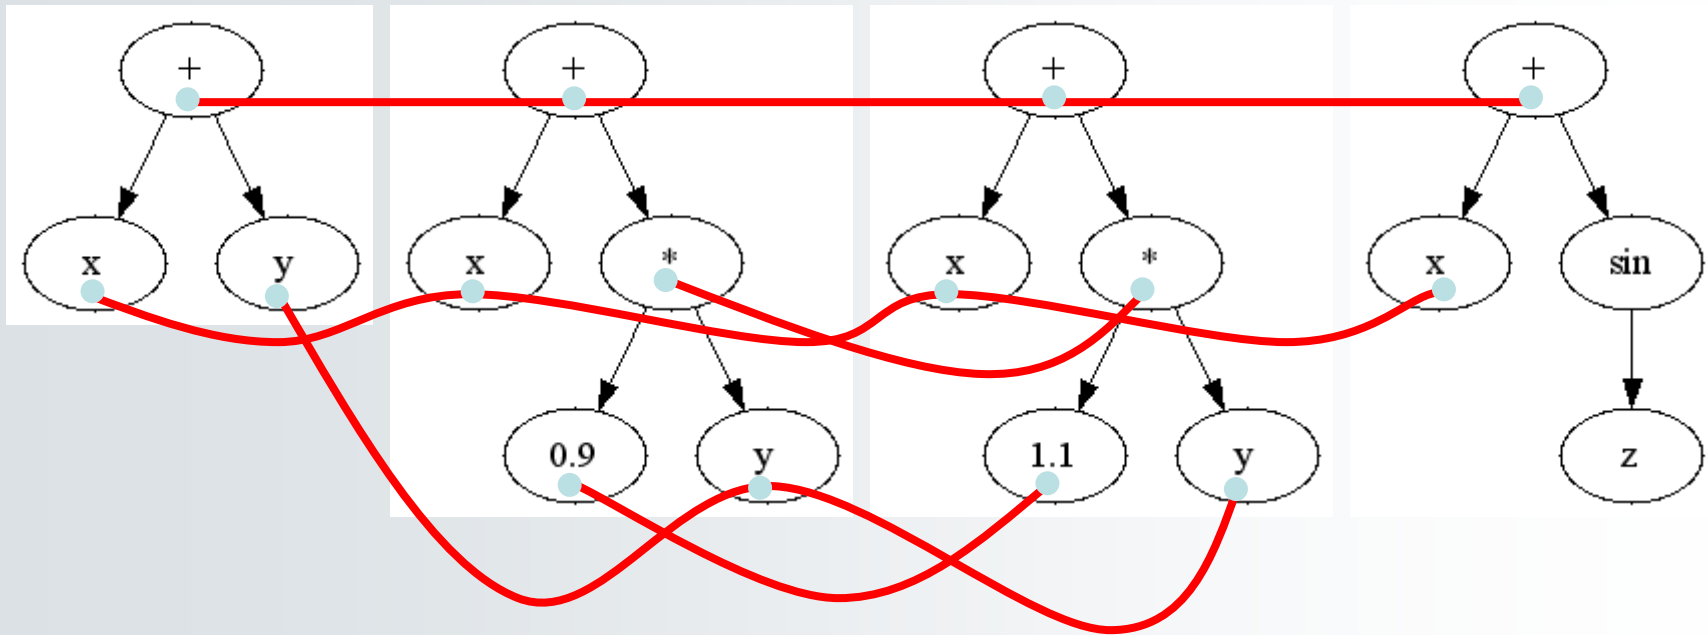 + + + +
x y x * x * x sin
0.9 y 1.1 y z